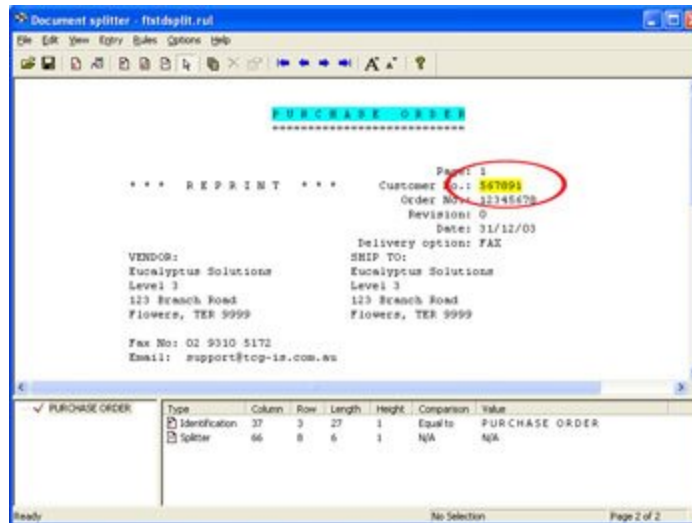 Document splitter - ftstdsplit.rul
File Edit View Entry Rules Options Help
PURCHASE ORDER
==========================
Page: 1
* * * REPRINT * * * Customer No.: 567891
Order No.: 12345678
Revision: 0
Date: 31/12/03
Delivery option: FAX
VENDOR: SHIP TO:
Eucalyptus Solutions Eucalyptus Solutions
Level 3 Level 3
123 Branch Road 123 Branch Road
Flowers, TER 9999 Flowers, TER 9999
Fax No: 02 9310 5172
Email: support@tcg-is.com.au
PURCHASE ORDER
Type Column Row Length Height Comparison Value
Identification 37 3 27 1 Equal to PURCHASE ORDER
Splitter 66 8 6 1 N/A N/A
Ready No Selection Page 2 of 2